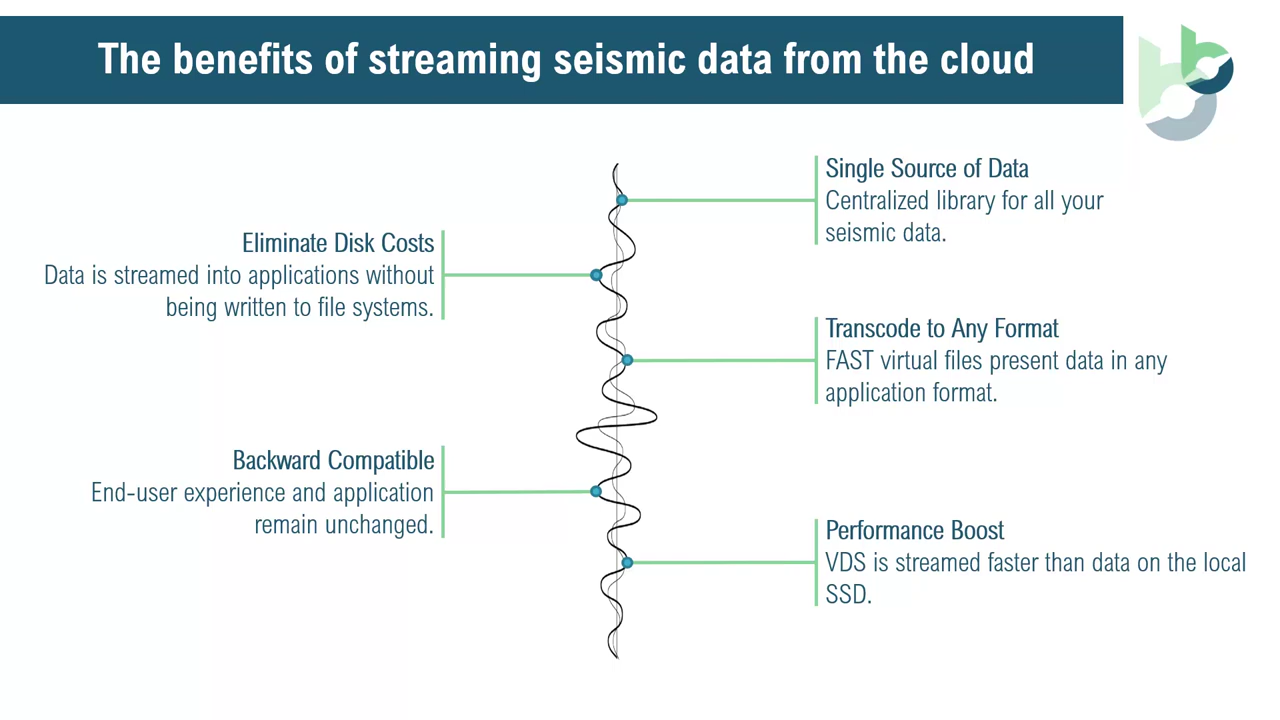 The benefits of streaming seismic data from the cloud
Single Source of Data
Centralized library for all your
seismic data.
Eliminate Disk Costs
Data is streamed into applications without
being written to file systems.
Transcode to Any Format
FAST virtual files present data in any
application format.
Backward Compatible
End-user experience and application
remain unchanged.
Performance Boost
VDS is streamed faster than data on the local
SSD.